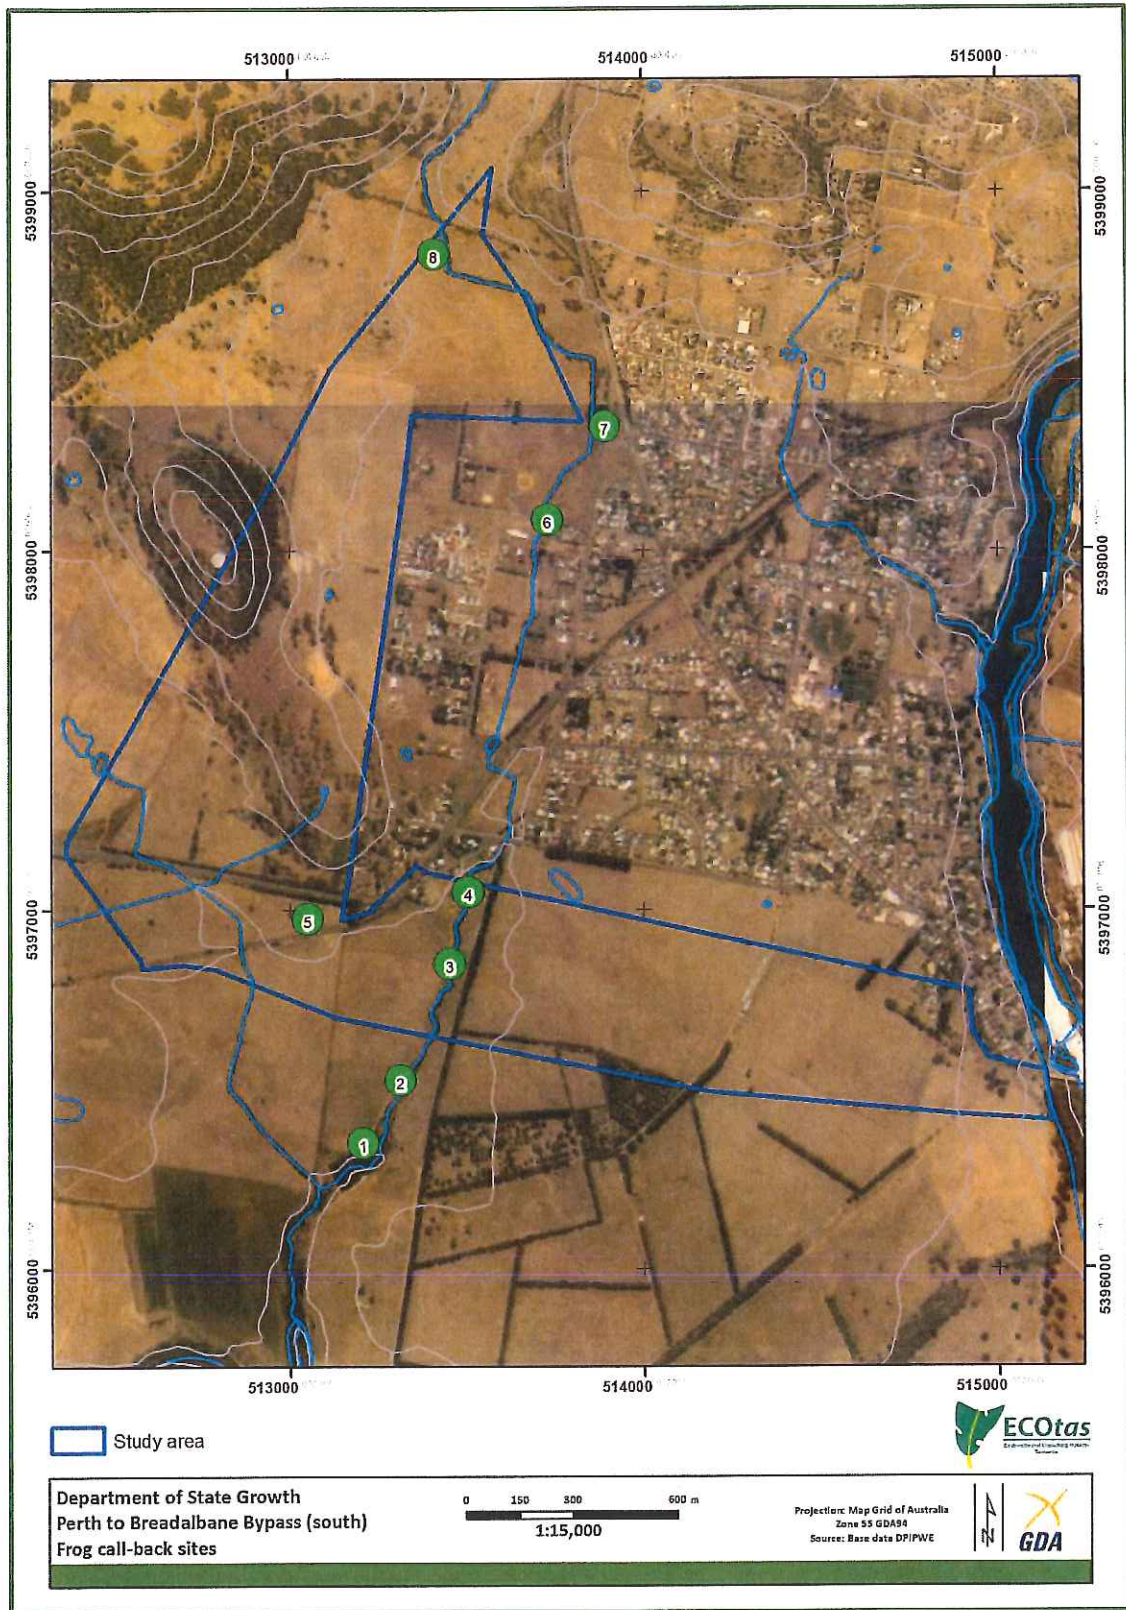 513000
514000
515000
5399000
5399000
8
7
6
5398000
5398000
4
5
5397000
5397000
3
2
1
5396000
5396000
513000
514000
515000
Study area
ECOtas
Department of State Growth
Perth to Breadalbane Bypass (south)
Frog call-back sites
0 150 300 600 m
1:15,000
Projection: Map Grid of Australia
Zone 55 GDA94
Source: Base data DPIPWE
N
GDA